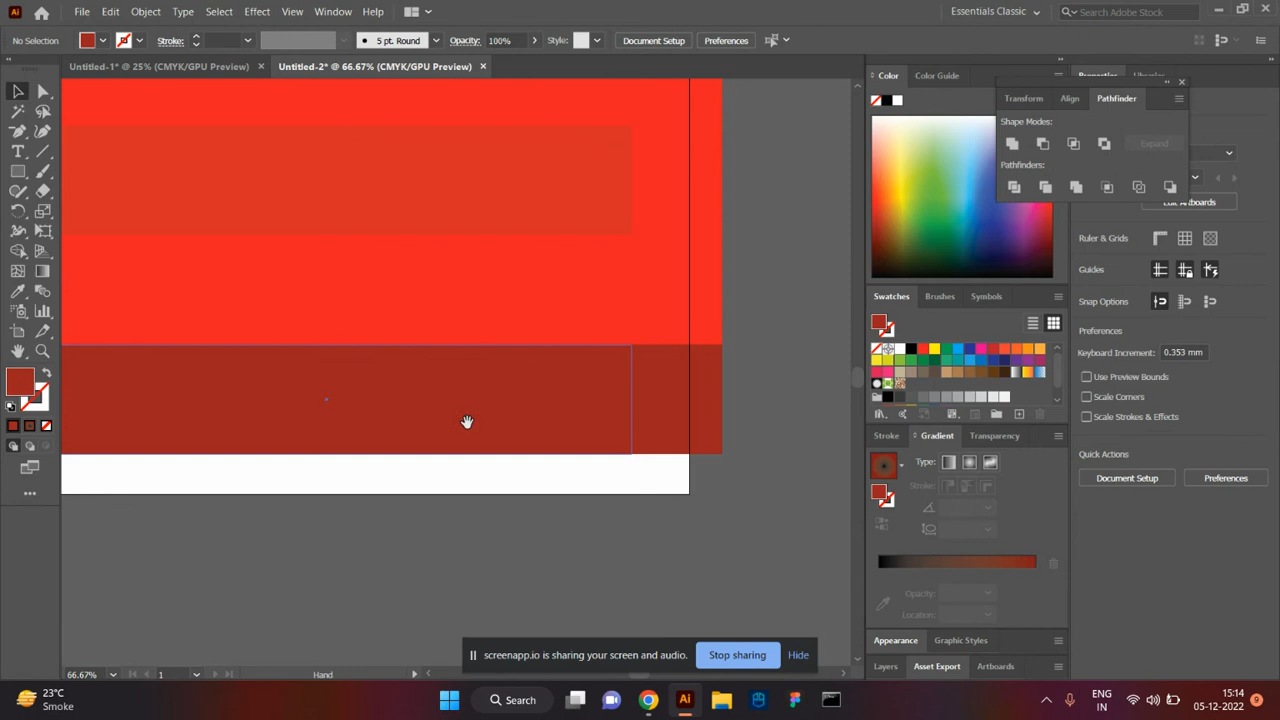 Ai File Edit Object Type Select Effect View Window Help Essentials Classic Search Adobe Stock
No Selection Stroke: 5 pt. Round Opacity: 100% Style: Document Setup Preferences
Untitled-1* @ 25% (CMYK/GPU Preview) Untitled-2* @ 66.67% (CMYK/GPU Preview)
Color Color Guide Properties Libraries
Transform Align Pathfinder
Shape Modes:
Expand
Pathfinders:
Edit Artboards
Ruler & Grids
Guides
Swatches Brushes Symbols
Snap Options
Preferences
Keyboard Increment: 0.353 mm
Use Preview Bounds
Scale Corners
Scale Strokes & Effects
Stroke Gradient Transparency
Quick Actions
Type:
Document Setup Preferences
Stroke:
Opacity:
Location:
Appearance Graphic Styles
screenapp.io is sharing your screen and audio. Stop sharing Hide
Layers Asset Export Artboards
66.67% 1 Hand
23°C
Smoke
Search
Ai
ENG
IN
15:14
05-12-2022
9